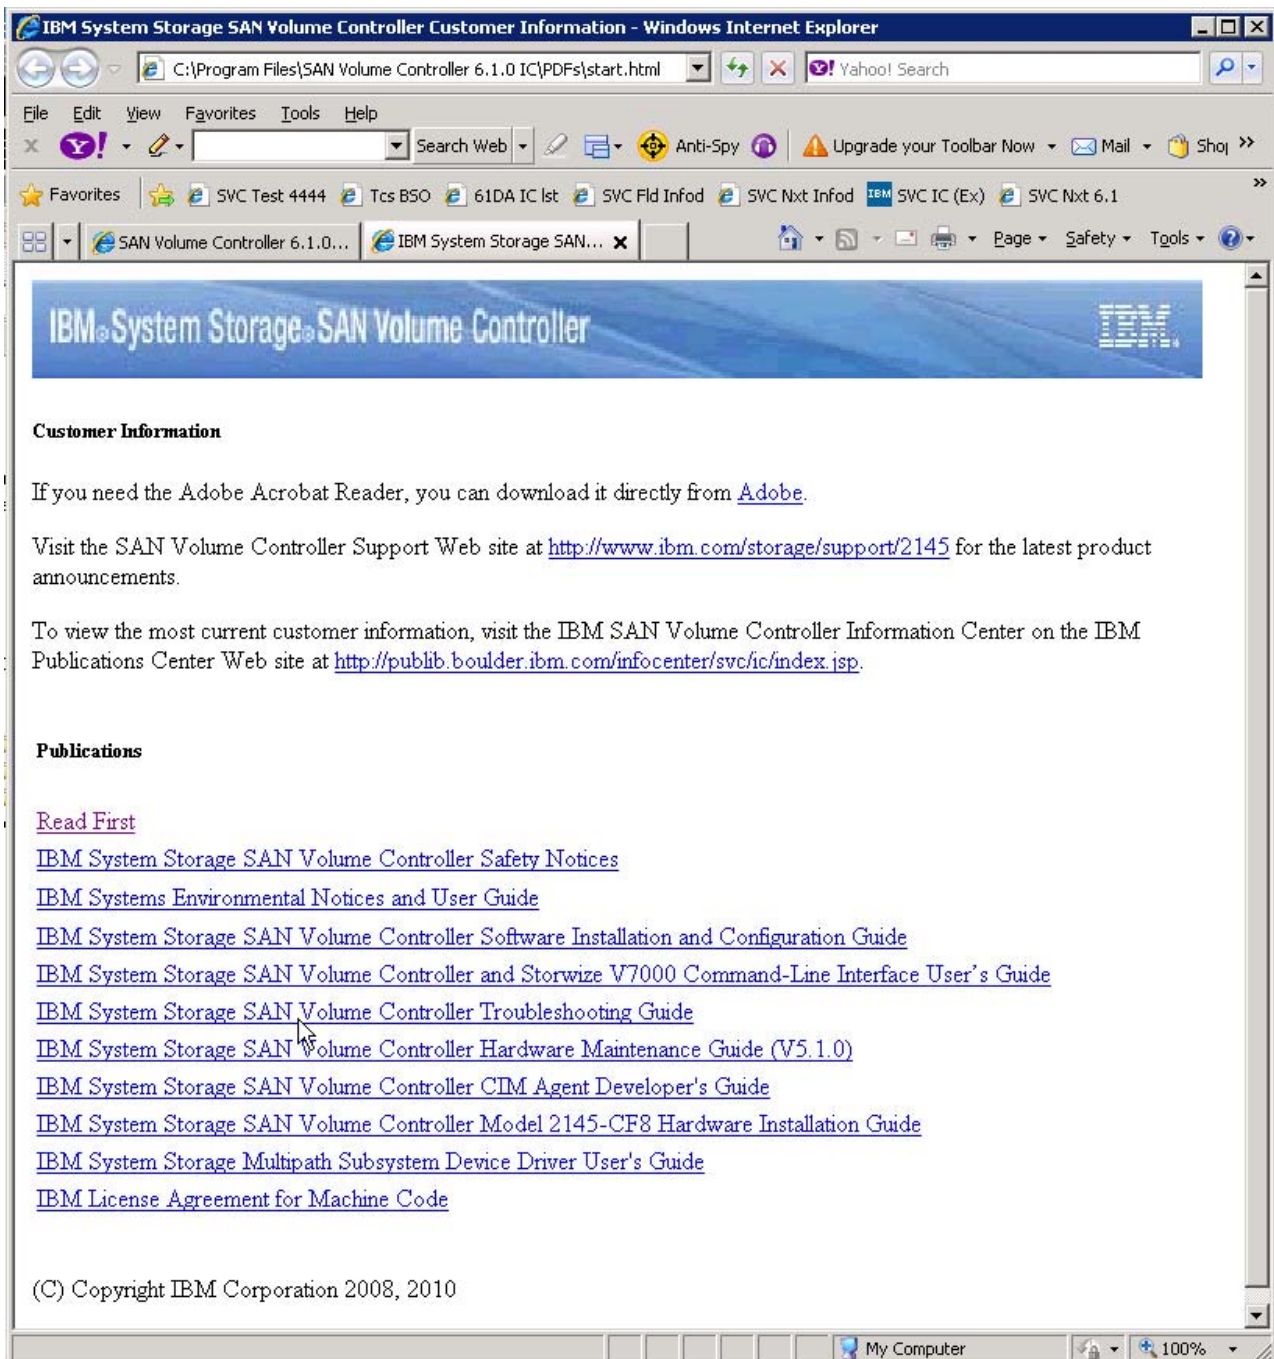 IBM System Storage SAN Volume Controller Customer Information - Windows Internet Explorer
C:\Program Files\SAN Volume Controller 6.1.0 IC\PDFs\start.html
Yahoo! Search
File Edit View Favorites Tools Help
Y! Search Web Anti-Spy Upgrade your Toolbar Now Mail Shop
Favorites SVC Test 4444 Tcs BSO 61DA IC lst SVC Fld Infod SVC Nxt Infod IBM SVC IC (Ex) SVC Nxt 6.1
SAN Volume Controller 6.1.0... IBM System Storage SAN... Page Safety Tools
IBM® System Storage® SAN Volume Controller IBM.
Customer Information
If you need the Adobe Acrobat Reader, you can download it directly from Adobe.
Visit the SAN Volume Controller Support Web site at http://www.ibm.com/storage/support/2145 for the latest product
announcements.
To view the most current customer information, visit the IBM SAN Volume Controller Information Center on the IBM
Publications Center Web site at http://publib.boulder.ibm.com/infocenter/svc/ic/index.jsp.
Publications
Read First
IBM System Storage SAN Volume Controller Safety Notices
IBM Systems Environmental Notices and User Guide
IBM System Storage SAN Volume Controller Software Installation and Configuration Guide
IBM System Storage SAN Volume Controller and Storwize V7000 Command-Line Interface User’s Guide
IBM System Storage SAN Volume Controller Troubleshooting Guide
IBM System Storage SAN Volume Controller Hardware Maintenance Guide (V5.1.0)
IBM System Storage SAN Volume Controller CIM Agent Developer's Guide
IBM System Storage SAN Volume Controller Model 2145-CF8 Hardware Installation Guide
IBM System Storage Multipath Subsystem Device Driver User's Guide
IBM License Agreement for Machine Code
(C) Copyright IBM Corporation 2008, 2010
My Computer 100%